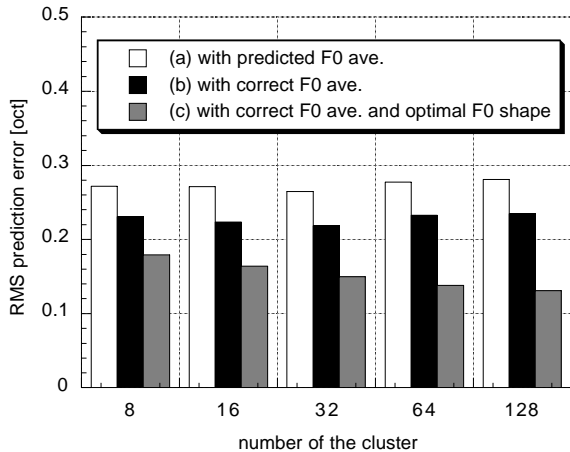 0.5
0.4
0.3
0.2
0.1
0
RMS prediction error [oct]
(a) with predicted F0 ave.
(b) with correct F0 ave.
(c) with correct F0 ave. and optimal F0 shape
8 16 32 64 128
number of the cluster